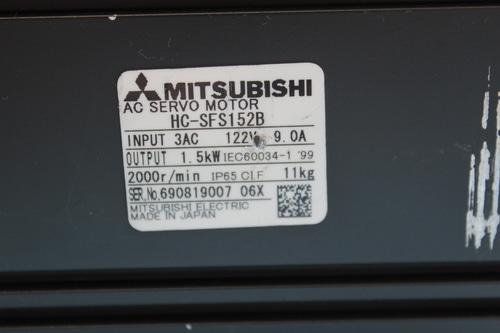 MITSUBISHI
AC SERVO MOTOR
HC-SFS152B
INPUT 3AC 122V 9.0A
OUTPUT 1.5kW IEC60034-1 '99
2000r/min IP65 Cl.F 11kg
SER.No.690819007 06X
MITSUBISHI ELECTRIC
MADE IN JAPAN